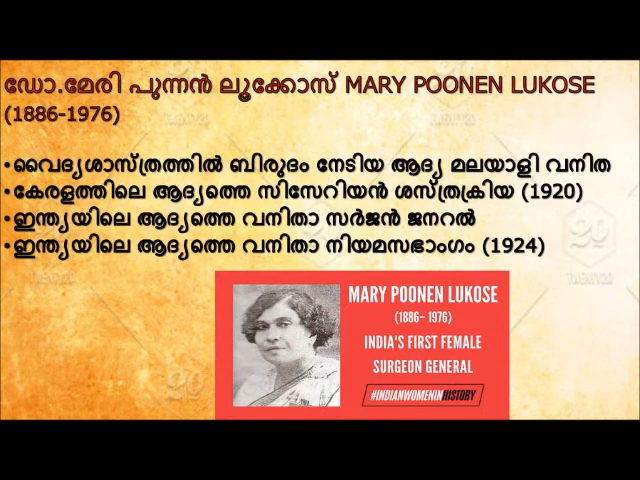 ഡോ.മേരി പുന്നൻ ലൂക്കോസ് MARY POONEN LUKOSE
(1886-1976)
•വൈദ്യശാസ്ത്രത്തിൽ ബിരുദം നേടിയ ആദ്യ മലയാളി വനിത
•കേരളത്തിലെ ആദ്യത്തെ സിസേറിയൻ ശസ്ത്രക്രിയ (1920)
•ഇന്ത്യയിലെ ആദ്യത്തെ വനിതാ സർജൻ ജനറൽ
•ഇന്ത്യയിലെ ആദ്യത്തെ വനിതാ നിയമസഭാംഗം (1924)
MARY POONEN LUKOSE
(1886– 1976)
INDIA'S FIRST FEMALE
SURGEON GENERAL
#INDIANWOMENINHISTORY